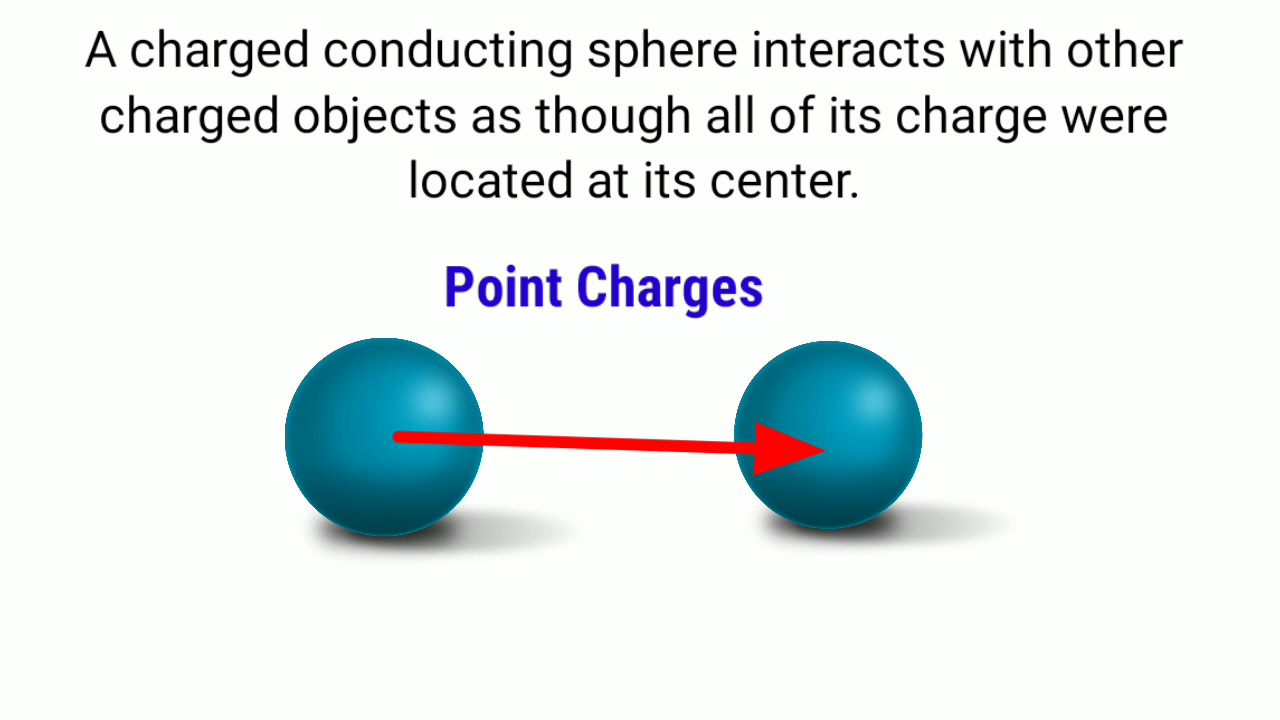 A charged conducting sphere interacts with other
charged objects as though all of its charge were
located at its center.
Point Charges